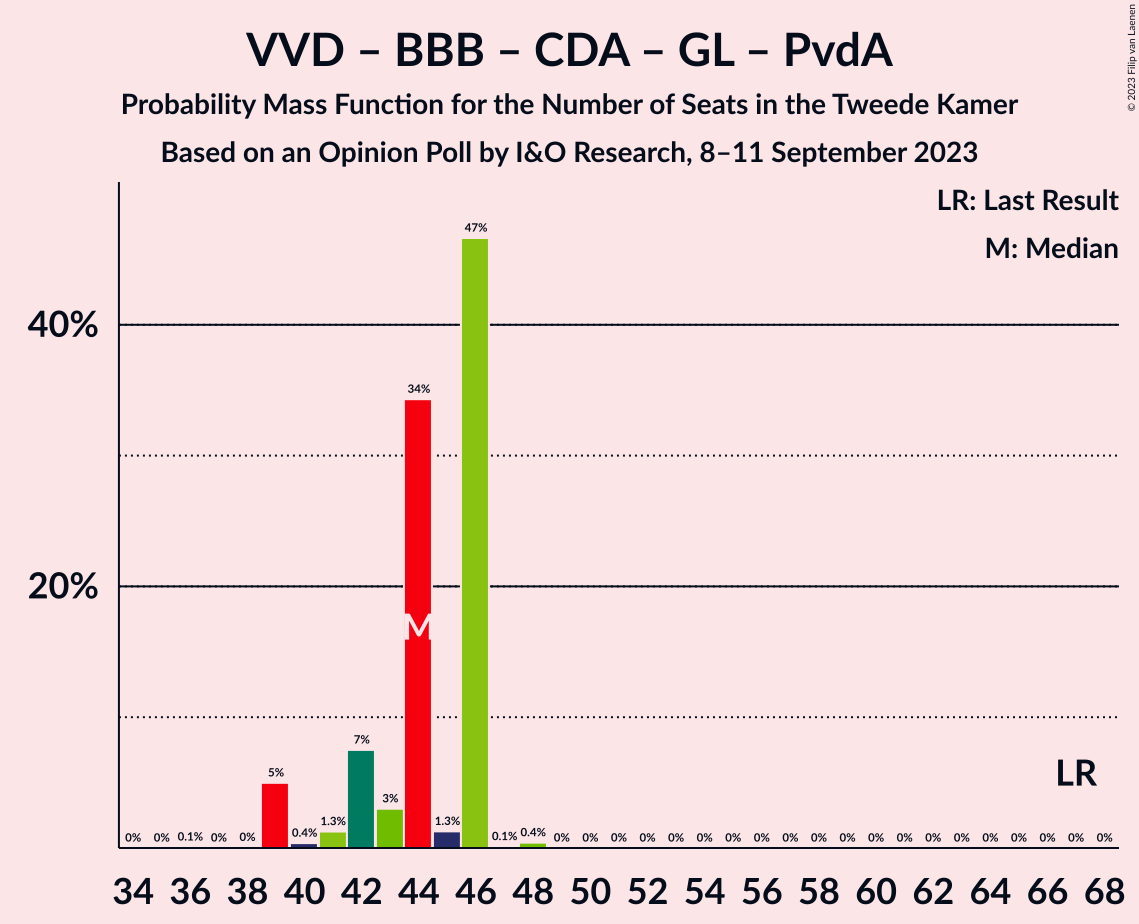 VVD – BBB – CDA – GL – PvdA
Probability Mass Function for the Number of Seats in the Tweede Kamer
Based on an Opinion Poll by I&O Research, 8–11 September 2023
© 2023 Filip van Laenen
LR: Last Result
M: Median
47%
40%
34%
20%
M
7%
5%
3%
LR
0% 0% 0.1% 0% 0% 0.4% 1.3% 1.3% 0.1% 0.4% 0% 0% 0% 0% 0% 0% 0% 0% 0% 0% 0% 0% 0% 0% 0% 0% 0% 0% 0% 0%
34 36 38 40 42 44 46 48 50 52 54 56 58 60 62 64 66 68